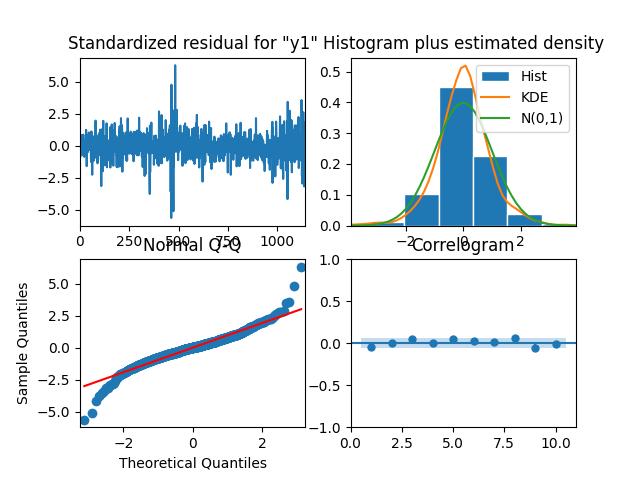 Standardized residual for "y1"
Histogram plus estimated density
5.0
2.5
0.0
−2.5
−5.0
0 250 500 750 1000
0.5
0.4
0.3
0.2
0.1
0.0
−2 0 2
Hist
KDE
N(0,1)
Normal Q-Q
Correlogram
Sample Quantiles
5.0
2.5
0.0
−2.5
−5.0
−2 0 2
Theoretical Quantiles
1.0
0.5
0.0
−0.5
−1.0
0.0 2.5 5.0 7.5 10.0